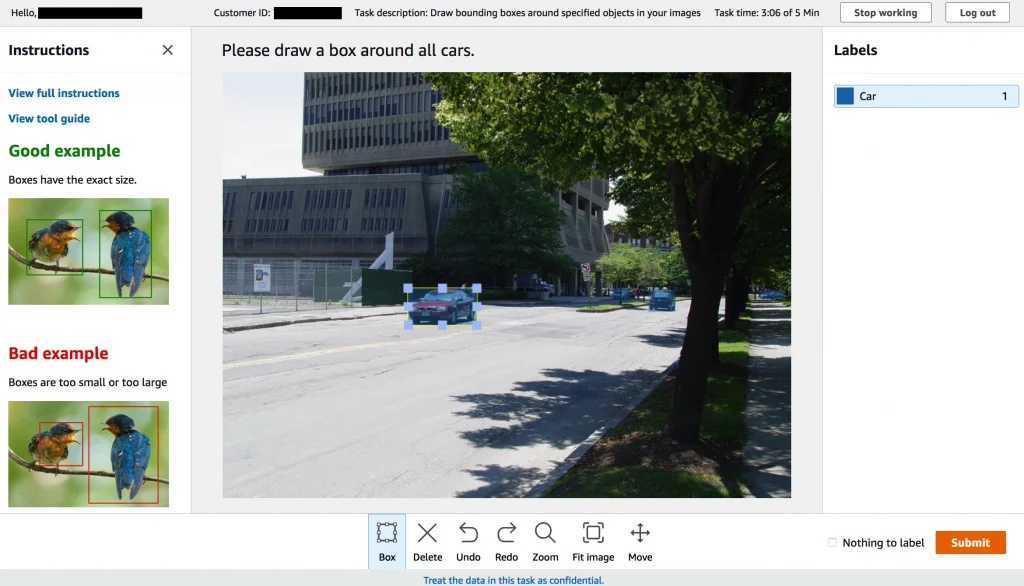 Hello,
Customer ID:
Task description: Draw bounding boxes around specified objects in your images
Task time: 3:06 of 5 Min
Stop working
Log out
Instructions
View full instructions
View tool guide
Good example
Boxes have the exact size.
Bad example
Boxes are too small or too large
Please draw a box around all cars.
Labels
Car 1
Box
Delete
Undo
Redo
Zoom
Fit image
Move
Nothing to label
Submit
Treat the data in this task as confidential.